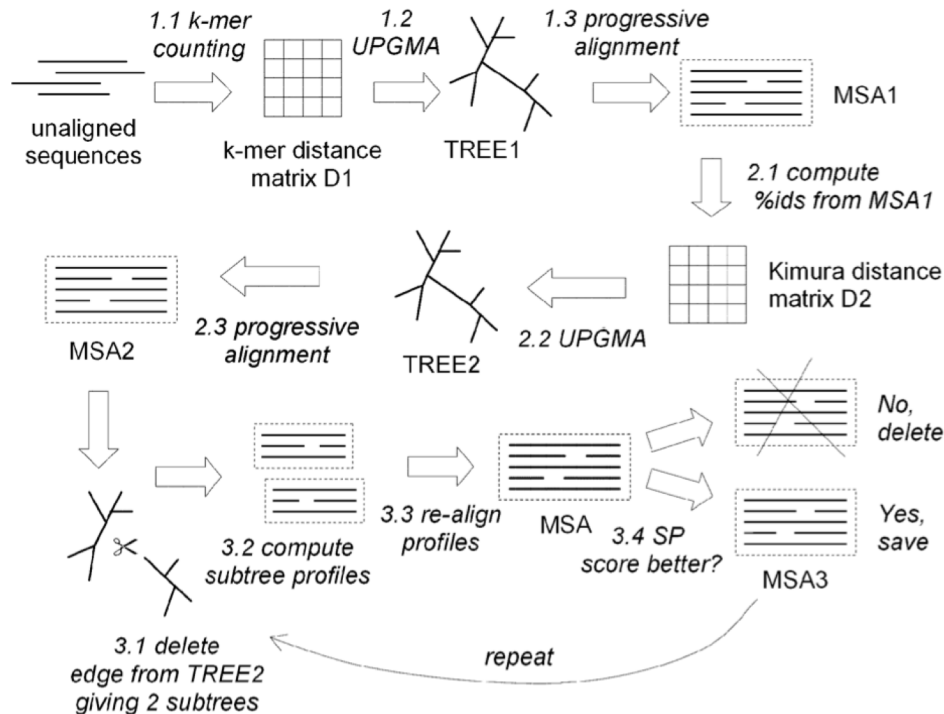 1.1 k-mer
counting
1.2
UPGMA
1.3 progressive
alignment
unaligned
sequences
k-mer distance
matrix D1
TREE1
MSA1
2.1 compute
%ids from MSA1
Kimura distance
matrix D2
2.2 UPGMA
TREE2
2.3 progressive
alignment
MSA2
3.1 delete
edge from TREE2
giving 2 subtrees
3.2 compute
subtree profiles
3.3 re-align
profiles
MSA
3.4 SP
score better?
No,
delete
Yes,
save
MSA3
repeat